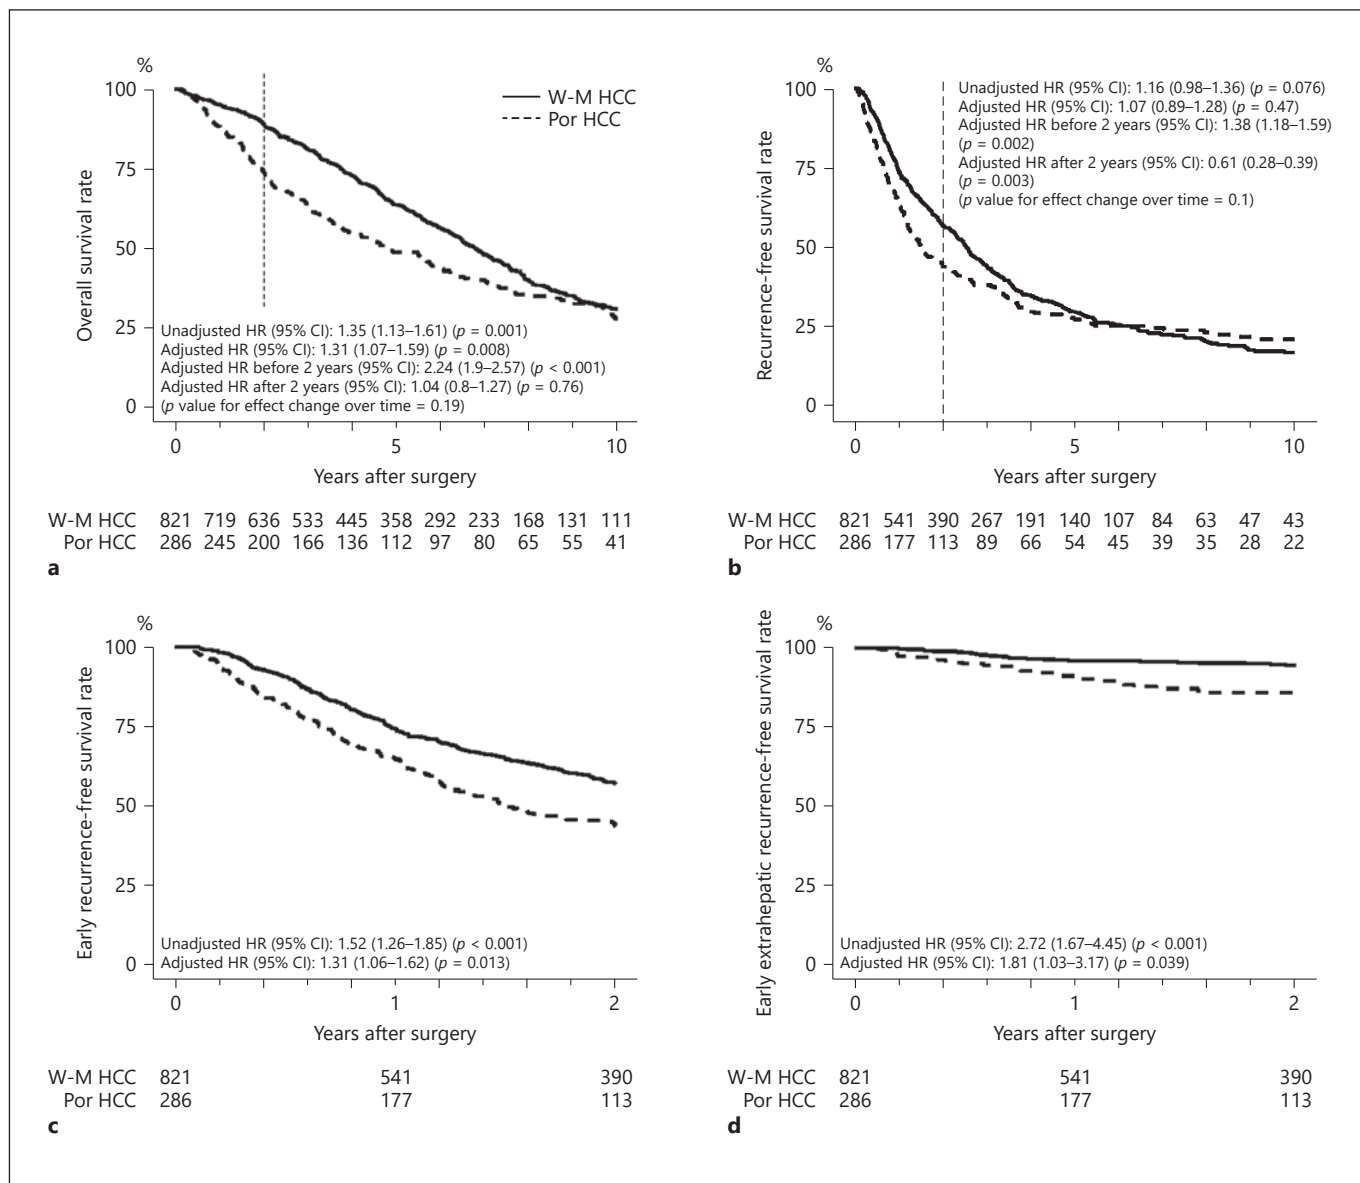 %
100
75
50
25
0
Overall survival rate
W-M HCC
Por HCC
Unadjusted HR (95% CI): 1.35 (1.13–1.61) (p = 0.001)
Adjusted HR (95% CI): 1.31 (1.07–1.59) (p = 0.008)
Adjusted HR before 2 years (95% CI): 2.24 (1.9–2.57) (p < 0.001)
Adjusted HR after 2 years (95% CI): 1.04 (0.8–1.27) (p = 0.76)
(p value for effect change over time = 0.19)
0 5 10
Years after surgery
W-M HCC 821 719 636 533 445 358 292 233 168 131 111
Por HCC 286 245 200 166 136 112 97 80 65 55 41
a
%
100
75
50
25
0
Recurrence-free survival rate
Unadjusted HR (95% CI): 1.16 (0.98–1.36) (p = 0.076)
Adjusted HR (95% CI): 1.07 (0.89–1.28) (p = 0.47)
Adjusted HR before 2 years (95% CI): 1.38 (1.18–1.59)
(p = 0.002)
Adjusted HR after 2 years (95% CI): 0.61 (0.28–0.39)
(p = 0.003)
(p value for effect change over time = 0.1)
0 5 10
Years after surgery
W-M HCC 821 541 390 267 191 140 107 84 63 47 43
Por HCC 286 177 113 89 66 54 45 39 35 28 22
b
%
100
75
50
25
0
Early recurrence-free survival rate
Unadjusted HR (95% CI): 1.52 (1.26–1.85) (p < 0.001)
Adjusted HR (95% CI): 1.31 (1.06–1.62) (p = 0.013)
0 1 2
Years after surgery
W-M HCC 821 541 390
Por HCC 286 177 113
c
%
100
75
50
25
0
Early extrahepatic recurrence-free survival rate
Unadjusted HR (95% CI): 2.72 (1.67–4.45) (p < 0.001)
Adjusted HR (95% CI): 1.81 (1.03–3.17) (p = 0.039)
0 1 2
Years after surgery
W-M HCC 821 541 390
Por HCC 286 177 113
d